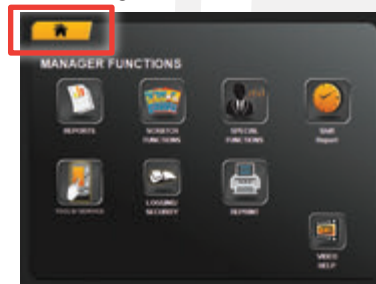 MANAGER FUNCTIONS
REPORTS
SCRATCH
FUNCTIONS
SPECIAL
FUNCTIONS
Shift
Report
LOGGING/
SECURITY
REPRINT
VIDEO
HELP